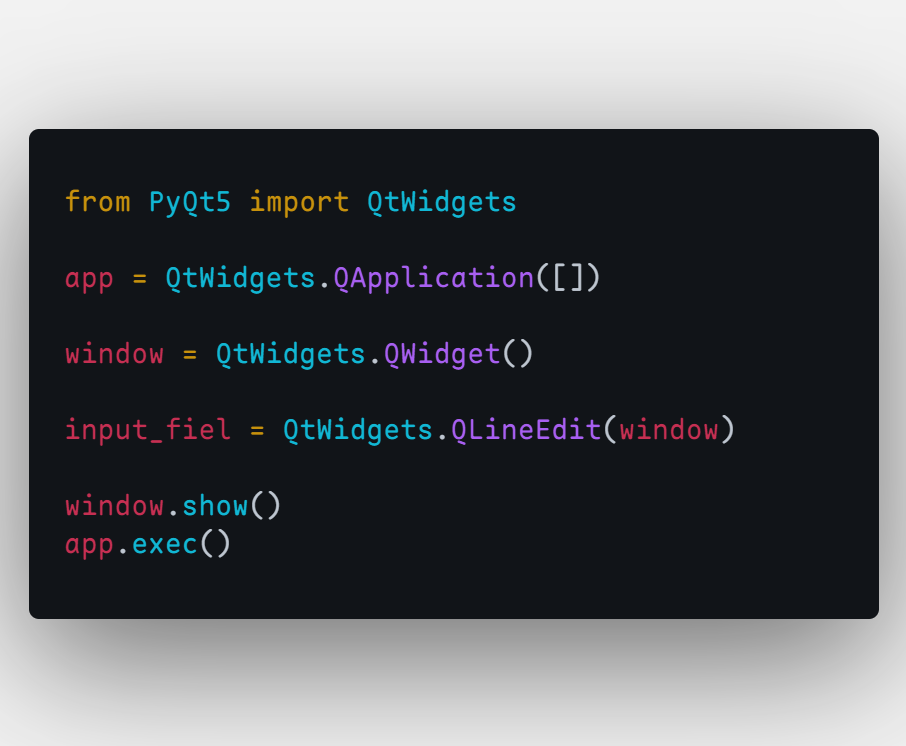 from PyQt5 import QtWidgets
app = QtWidgets.QApplication([])
window = QtWidgets.QWidget()
input_fiel = QtWidgets.QLineEdit(window)
window.show()
app.exec()